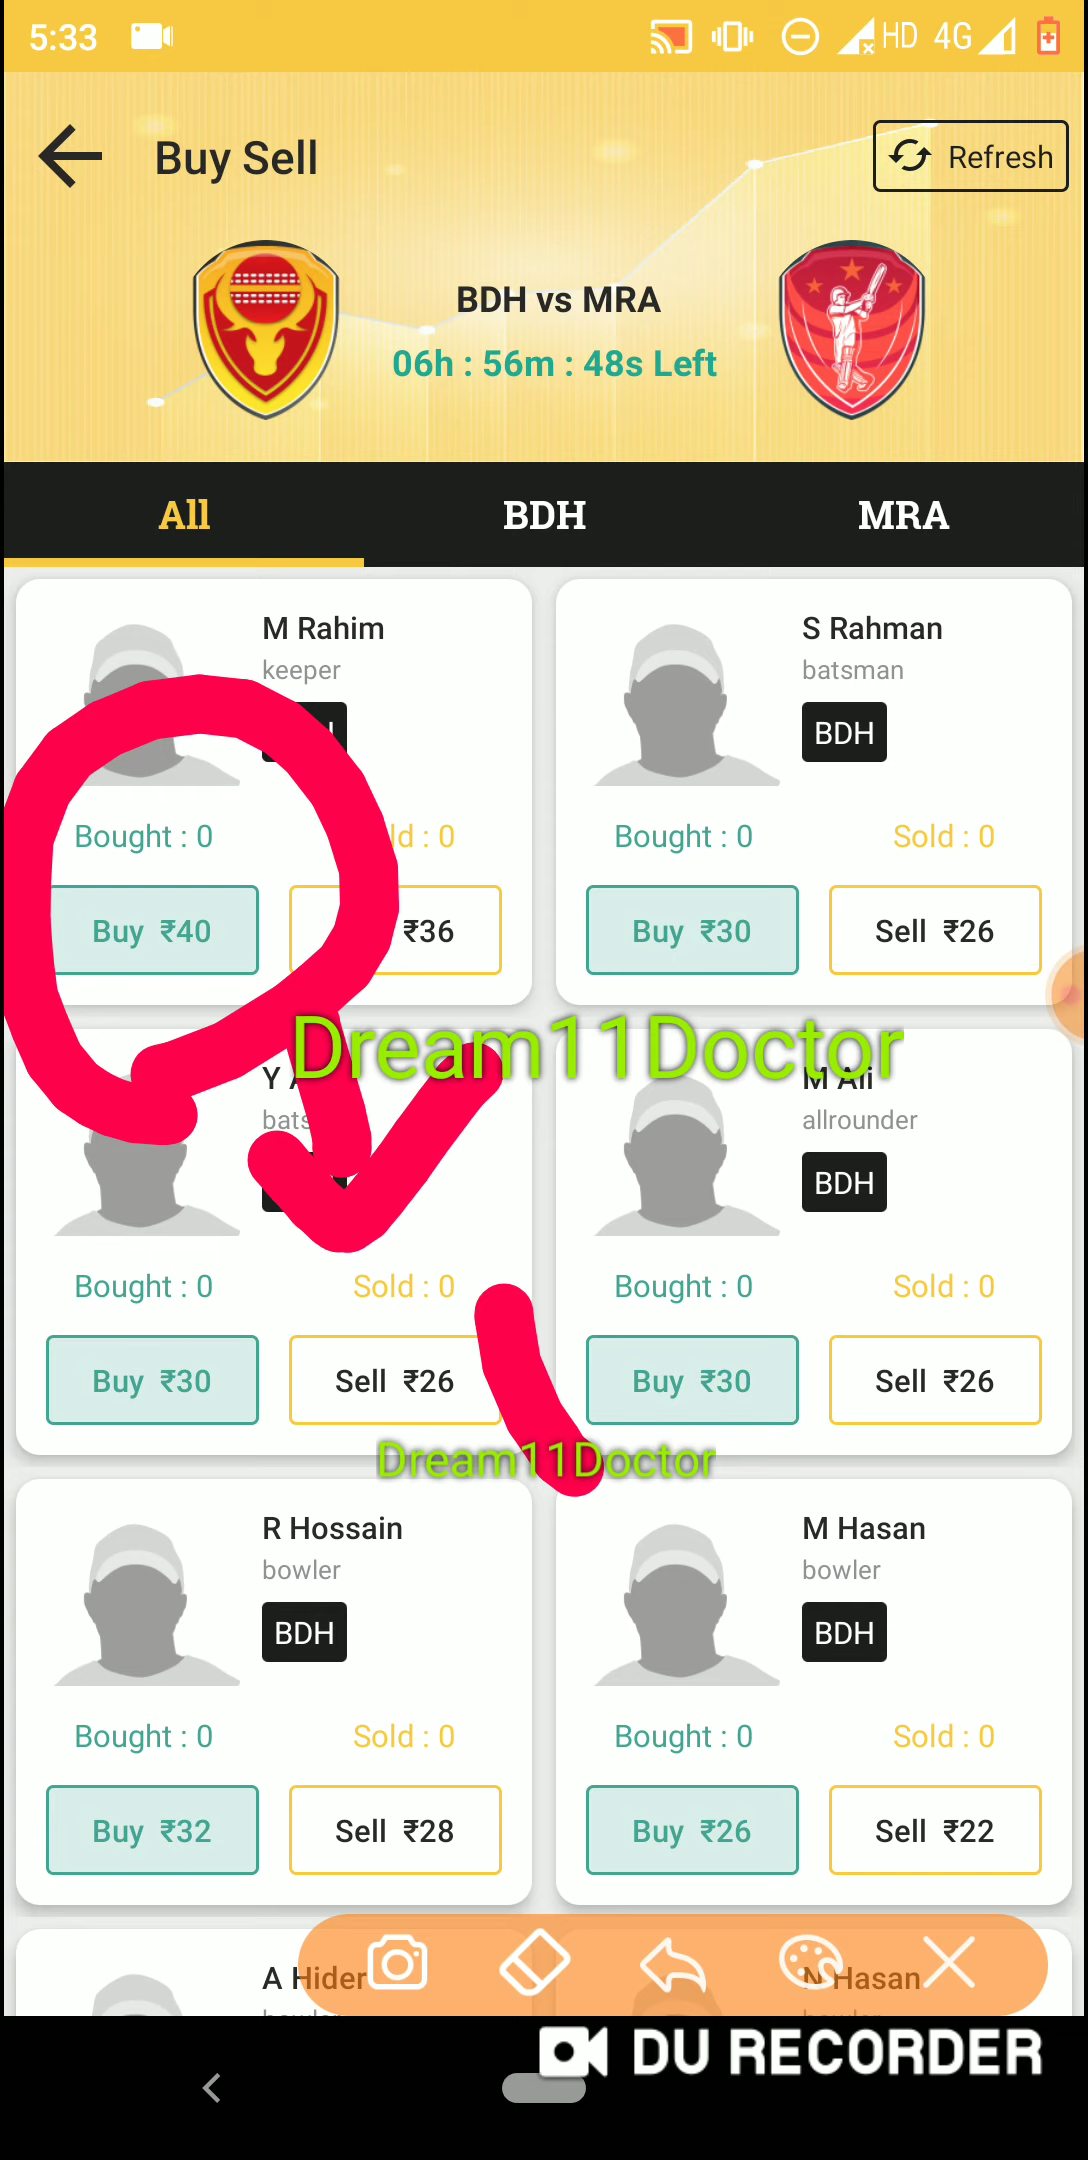 5:33 HD 4G
Buy Sell Refresh
BDH vs MRA
06h : 56m : 48s Left
All BDH MRA
M Rahim S Rahman
keeper batsman
BDH
Bought : 0 ld : 0 Bought : 0 Sold : 0
Buy ₹40 ₹36 Buy ₹30 Sell ₹26
Dream11Doctor
Y M Ali
bats allrounder
BDH
Bought : 0 Sold : 0 Bought : 0 Sold : 0
Buy ₹30 Sell ₹26 Buy ₹30 Sell ₹26
Dream11Doctor
R Hossain M Hasan
bowler bowler
BDH BDH
Bought : 0 Sold : 0 Bought : 0 Sold : 0
Buy ₹32 Sell ₹28 Buy ₹26 Sell ₹22
A Hider N Hasan
DU RECORDER